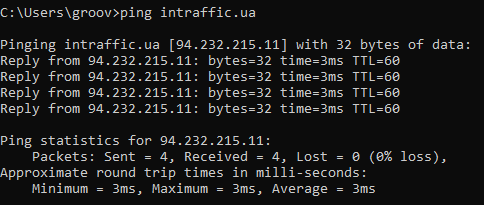 C:\Users\groov>ping intraffic.ua
Pinging intraffic.ua [94.232.215.11] with 32 bytes of data:
Reply from 94.232.215.11: bytes=32 time=3ms TTL=60
Reply from 94.232.215.11: bytes=32 time=3ms TTL=60
Reply from 94.232.215.11: bytes=32 time=3ms TTL=60
Reply from 94.232.215.11: bytes=32 time=3ms TTL=60
Ping statistics for 94.232.215.11:
    Packets: Sent = 4, Received = 4, Lost = 0 (0% loss),
Approximate round trip times in milli-seconds:
    Minimum = 3ms, Maximum = 3ms, Average = 3ms